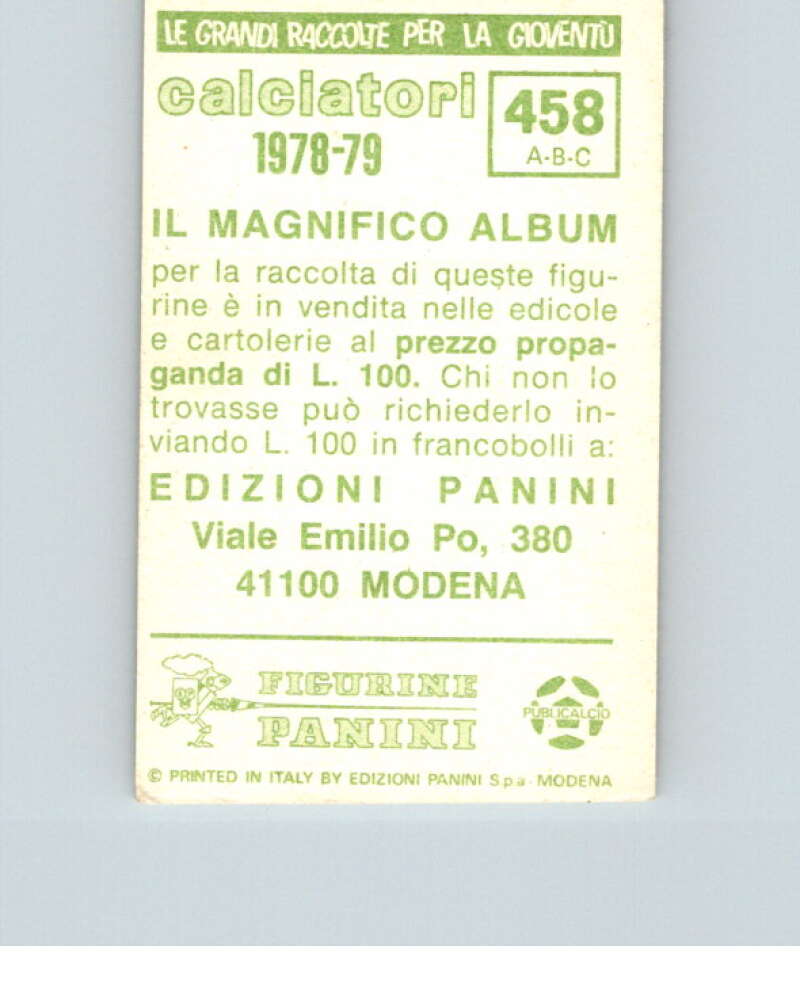 LE GRANDI RACCOLTE PER LA GIOVENTÙ
calciatori
1978-79
458
A-B-C
IL MAGNIFICO ALBUM
per la raccolta di queste figu-
rine è in vendita nelle edicole
e cartolerie al prezzo propa-
ganda di L. 100. Chi non lo
trovasse può richiederlo in-
viando L. 100 in francobolli a:
EDIZIONI PANINI
Viale Emilio Po, 380
41100 MODENA
FIGURINE
PANINI
PUBLICALCIO
© PRINTED IN ITALY BY EDIZIONI PANINI S.p.a. MODENA